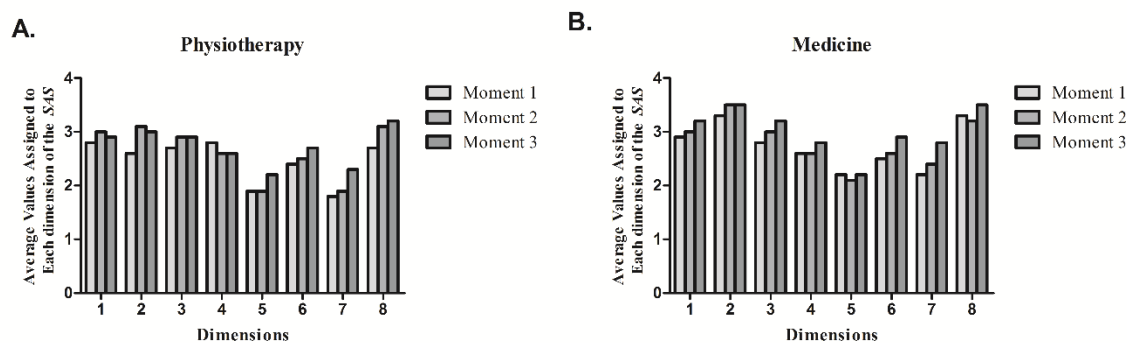 A.
Physiotherapy
Average Values Assigned to
Each dimension of the SAS
4
3
2
1
0
1 2 3 4 5 6 7 8
Dimensions
Moment 1
Moment 2
Moment 3
B.
Medicine
Average Values Assigned to
Each dimension of the SAS
4
3
2
1
0
1 2 3 4 5 6 7 8
Dimensions
Moment 1
Moment 2
Moment 3